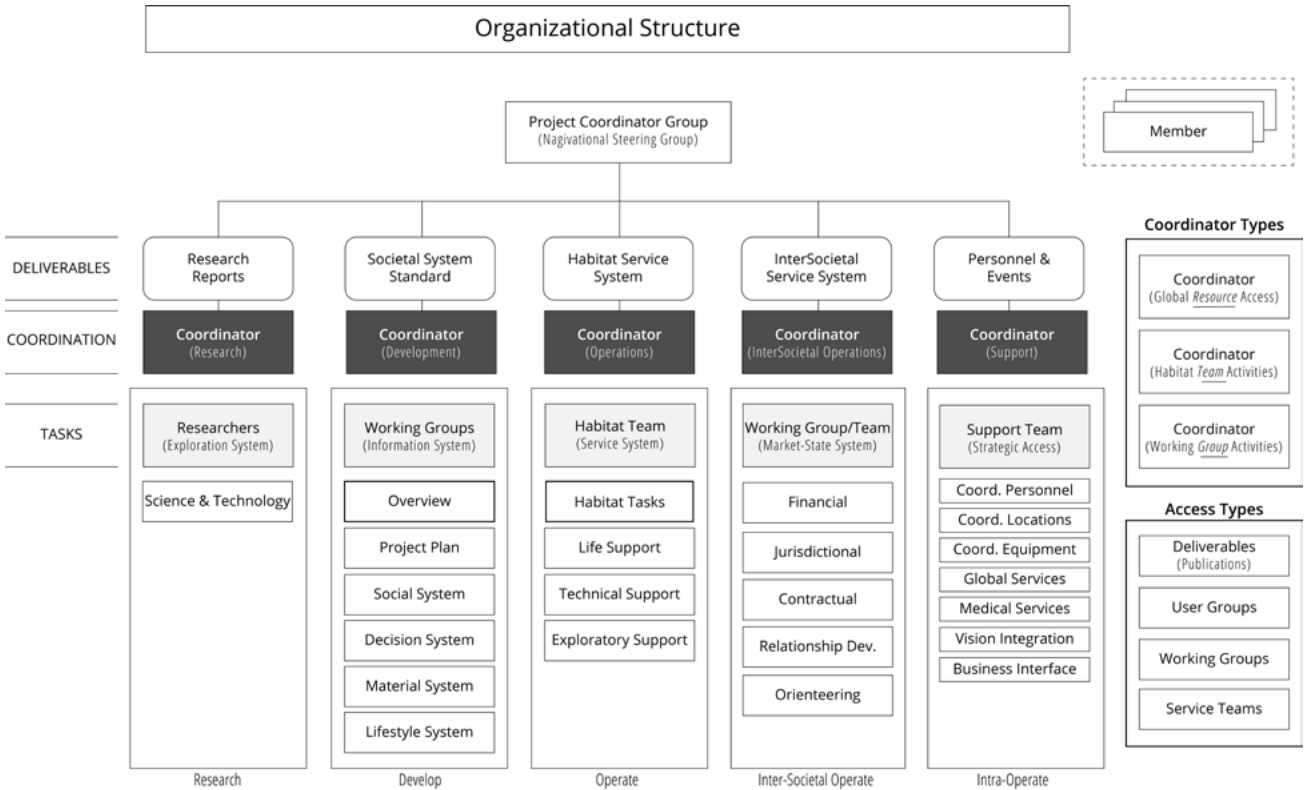 Organizational Structure
Project Coordinator Group
(Nagivational Steering Group)
Member
DELIVERABLES
Research
Reports
Societal System
Standard
Habitat Service
System
InterSocietal
Service System
Personnel &
Events
COORDINATION
Coordinator
(Research)
Coordinator
(Development)
Coordinator
(Operations)
Coordinator
(InterSocietal Operations)
Coordinator
(Support)
TASKS
Researchers
(Exploration System)
Science & Technology
Research
Working Groups
(Information System)
Overview
Project Plan
Social System
Decision System
Material System
Lifestyle System
Develop
Habitat Team
(Service System)
Habitat Tasks
Life Support
Technical Support
Exploratory Support
Operate
Working Group/Team
(Market-State System)
Financial
Jurisdictional
Contractual
Relationship Dev.
Orienteering
Inter-Societal Operate
Support Team
(Strategic Access)
Coord. Personnel
Coord. Locations
Coord. Equipment
Global Services
Medical Services
Vision Integration
Business Interface
Intra-Operate
Coordinator Types
Coordinator
(Global Resource Access)
Coordinator
(Habitat Team Activities)
Coordinator
(Working Group Activities)
Access Types
Deliverables
(Publications)
User Groups
Working Groups
Service Teams